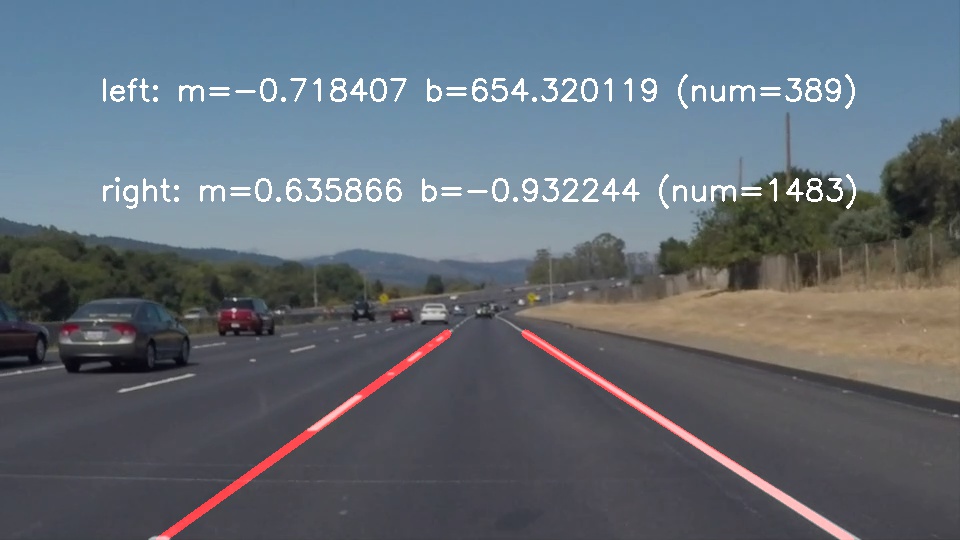 left: m=-0.718407 b=654.320119 (num=389)
right: m=0.635866 b=-0.932244 (num=1483)